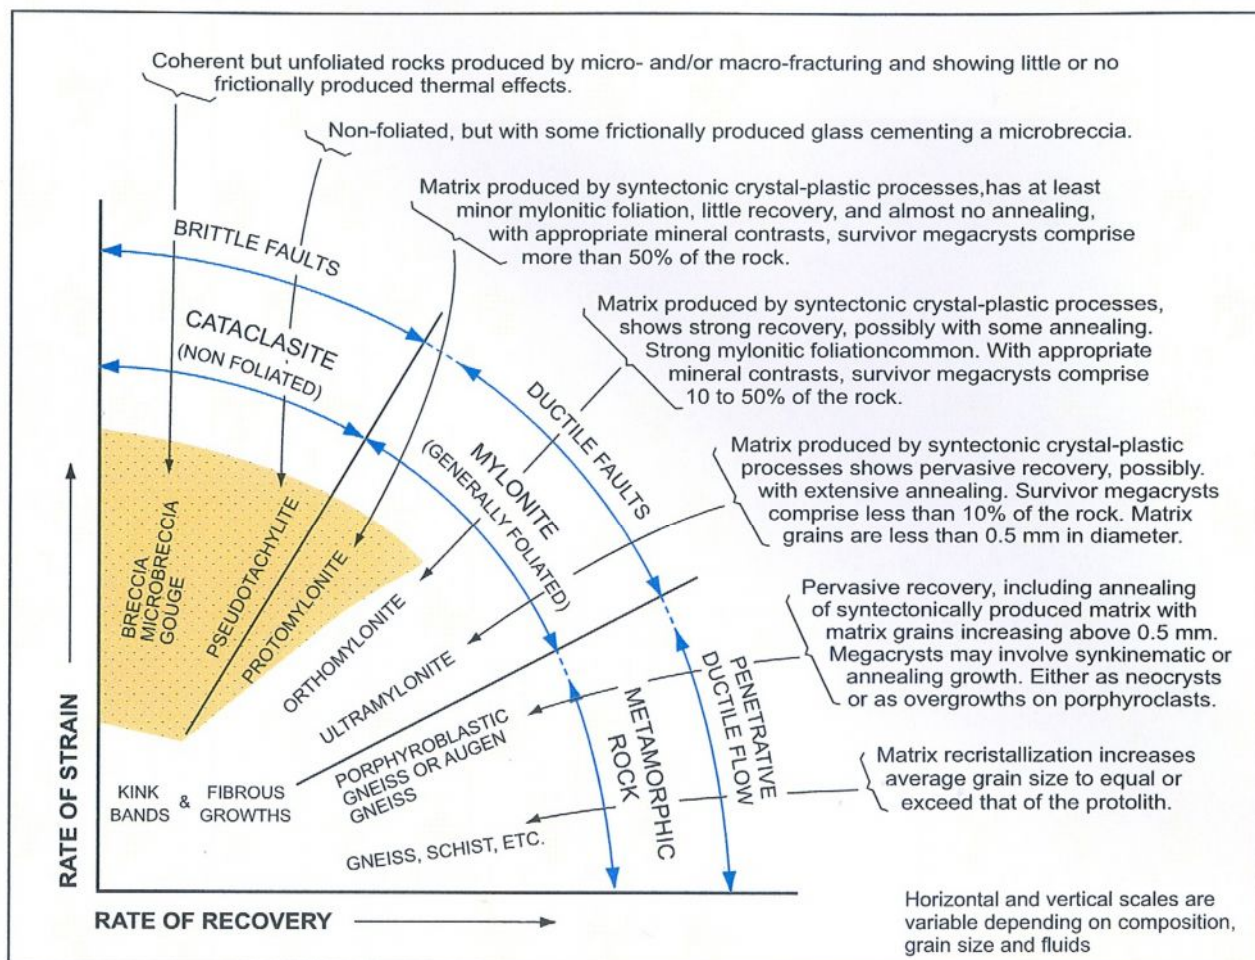 Coherent but unfoliated rocks produced by micro- and/or macro-fracturing and showing little or no
frictionally produced thermal effects.
Non-foliated, but with some frictionally produced glass cementing a microbreccia.
Matrix produced by syntectonic crystal-plastic processes,has at least
minor mylonitic foliation, little recovery, and almost no annealing,
with appropriate mineral contrasts, survivor megacrysts comprise
more than 50% of the rock.
Matrix produced by syntectonic crystal-plastic processes,
shows strong recovery, possibly with some annealing.
Strong mylonitic foliationcommon. With appropriate
mineral contrasts, survivor megacrysts comprise
10 to 50% of the rock.
Matrix produced by syntectonic crystal-plastic
processes shows pervasive recovery, possibly.
with extensive annealing. Survivor megacrysts
comprise less than 10% of the rock. Matrix
grains are less than 0.5 mm in diameter.
Pervasive recovery, including annealing
of syntectonically produced matrix with
matrix grains increasing above 0.5 mm.
Megacrysts may involve synkinematic or
annealing growth. Either as neocrysts
or as overgrowths on porphyroclasts.
Matrix recristallization increases
average grain size to equal or
exceed that of the protolith.
BRITTLE FAULTS
CATACLASITE
(NON FOLIATED)
DUCTILE FAULTS
MYLONITE
(GENERALLY FOLIATED)
PENETRATIVE
DUCTILE FLOW
METAMORPHIC
ROCK
BRECCIA
MICROBRECCIA
GOUGE
PSEUDOTACHYLITE
PROTOMYLONITE
ORTHOMYLONITE
ULTRAMYLONITE
PORPHYROBLASTIC
GNEISS OR AUGEN
GNEISS
GNEISS, SCHIST, ETC.
KINK
BANDS
&
FIBROUS
GROWTHS
RATE OF STRAIN
RATE OF RECOVERY
Horizontal and vertical scales are
variable depending on composition,
grain size and fluids